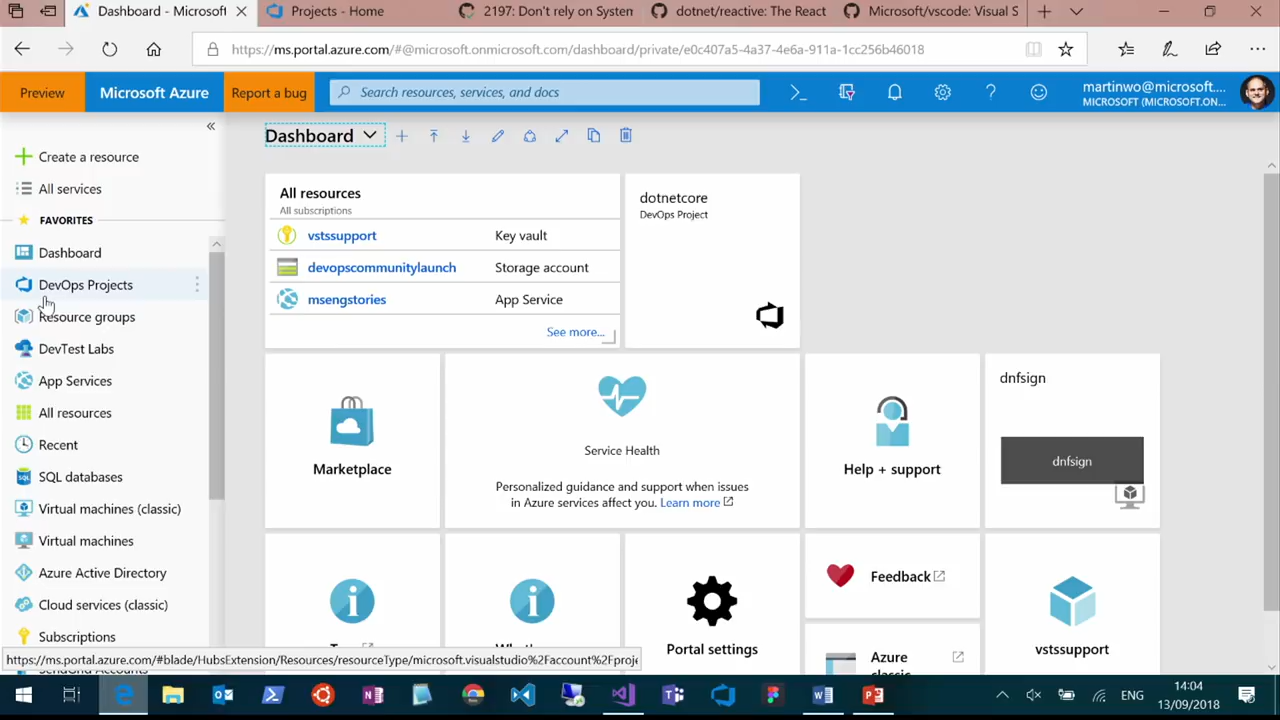 Dashboard - Microsoft
Projects - Home
2197: Don't rely on System
dotnet/reactive: The React
Microsoft/vscode: Visual S
https://ms.portal.azure.com/#@microsoft.onmicrosoft.com/dashboard/private/e0c407a5-4a37-4e6a-911a-1cc256b46018
Preview
Microsoft Azure
Report a bug
Search resources, services, and docs
martinwo@microsoft....
MICROSOFT (MICROSOFT.ON...
Create a resource
All services
FAVORITES
Dashboard
DevOps Projects
Resource groups
DevTest Labs
App Services
All resources
Recent
SQL databases
Virtual machines (classic)
Virtual machines
Azure Active Directory
Cloud services (classic)
Subscriptions
Dashboard
All resources
All subscriptions
vstssupport Key vault
devopscommunitylaunch Storage account
msengstories App Service
See more...
dotnetcore
DevOps Project
Marketplace
Service Health
Personalized guidance and support when issues
in Azure services affect you. Learn more
Help + support
dnfsign
dnfsign
Portal settings
Feedback
Azure
classic
vstssupport
https://ms.portal.azure.com/#blade/HubsExtension/Resources/resourceType/microsoft.visualstudio%2Faccount%2Fproje
ENG
14:04
13/09/2018